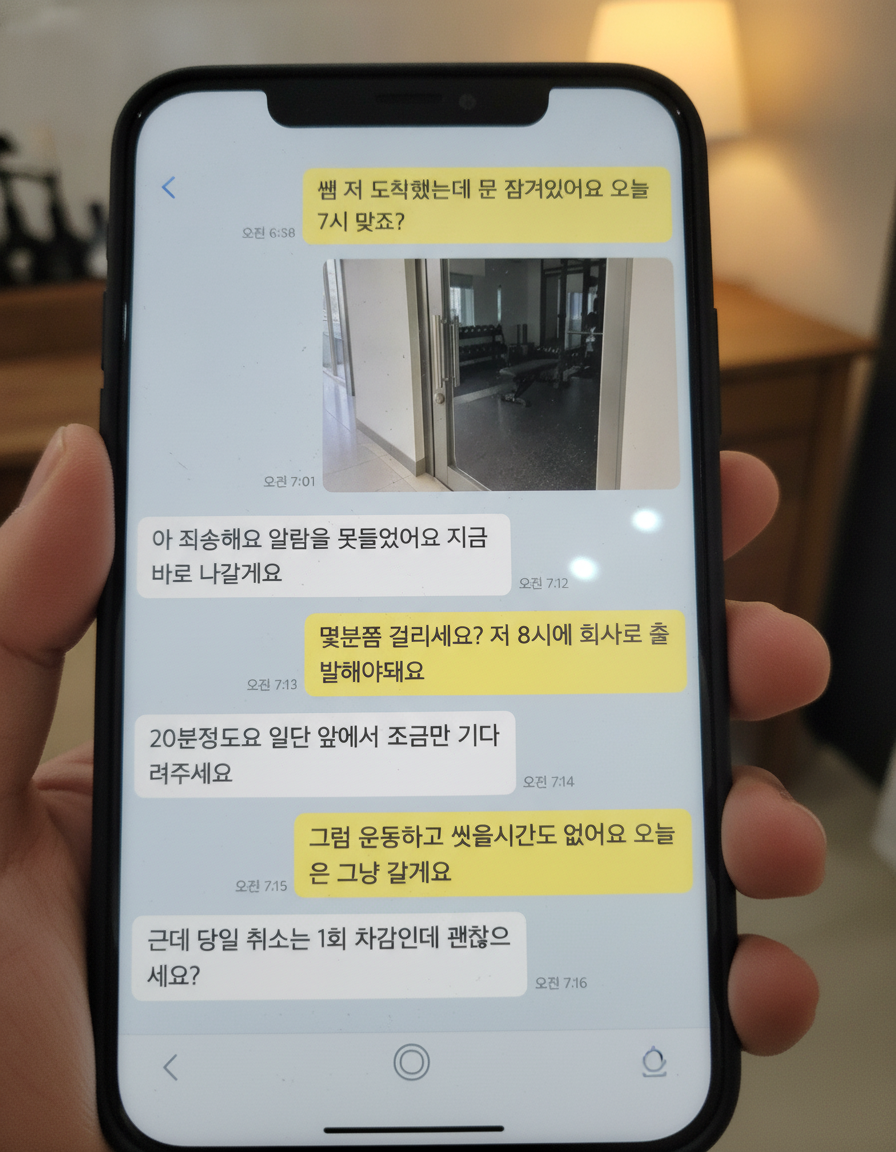 쌤 저 도착했는데 문 잠겨있어요 오늘
7시 맞죠?
오전 6:58
오전 7:01
아 죄송해요 알람을 못들었어요 지금
바로 나갈게요
오전 7:12
몇분쯤 걸리세요? 저 8시에 회사로 출
발해야돼요
오전 7:13
20분정도요 일단 앞에서 조금만 기다
려주세요
오전 7:14
그럼 운동하고 씻을시간도 없어요 오늘
은 그냥 갈게요
오전 7:15
근데 당일 취소는 1회 차감인데 괜찮으
세요?
오전 7:16